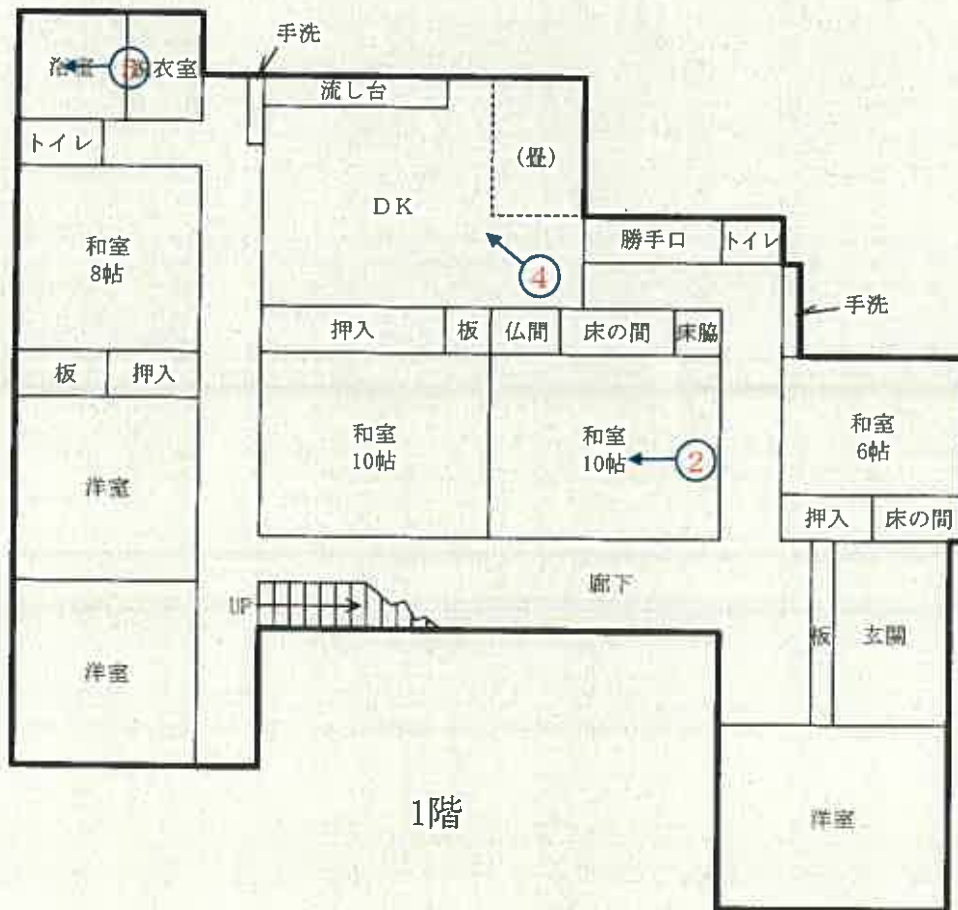 手洗
浴室
脱衣室
流し台
トイレ
(畳)
DK
勝手口
トイレ
和室
8帖
④
手洗
押入
板
仏間
床の間
床脇
板
押入
和室
10帖
和室
10帖
②
和室
6帖
洋室
押入
床の間
廊下
UP
板
玄関
洋室
1階
洋室